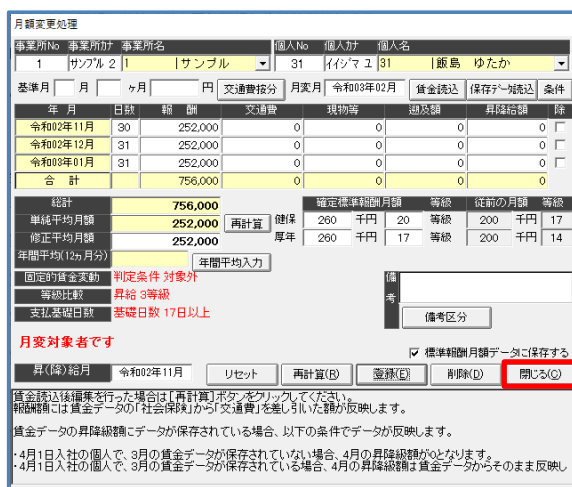 月額変更処理
事業所No 事業所カナ 事業所名 個人No 個人カナ 個人名
1 サンプル 2 1 |サンプル 31 イイジマ ユ 31 |飯島 ゆたか
基準月 月 ヶ月 円 交通費按分 月変月 令和03年02月 賃金読込 保存データ読込 条件
年 月 日数 報 酬 交通費 現物等 遡及額 昇降給額 除
令和02年11月 30 252,000 0 0 0 0
令和02年12月 31 252,000 0 0 0 0
令和03年01月 31 252,000 0 0 0 0
合 計 756,000 0 0 0 0
総計 756,000 確定標準報酬月額 等級 従前の月額 等級
単純平均月額 252,000 再計算 健保 260 千円 20 等級 200 千円 17
修正平均月額 252,000 厚年 260 千円 17 等級 200 千円 14
年間平均(12ヵ月分) 年間平均入力
固定的賃金変動 判定条件 対象外 備考
等級比較 昇給 3等級
支払基礎日数 基礎日数 17日以上 備考区分
月変対象者です
標準報酬月額データに保存する
昇(降)給月 令和02年11月 リセット 再計算(R) 登録(E) 削除(D) 閉じる(C)
賃金読込後編集を行った場合は[再計算]ボタンをクリックしてください。
報酬額には賃金データの「社会保険」から「交通費」を差し引いた額が反映します。
賃金データの昇降級額にデータが保存されている場合、以下の条件でデータが反映します。
・4月1日入社の個人で、3月の賃金データが保存されていない場合、4月の昇降級額が0となります。
・4月1日入社の個人で、3月の賃金データが保存されている場合、4月の昇降級額は賃金データからそのまま反映し